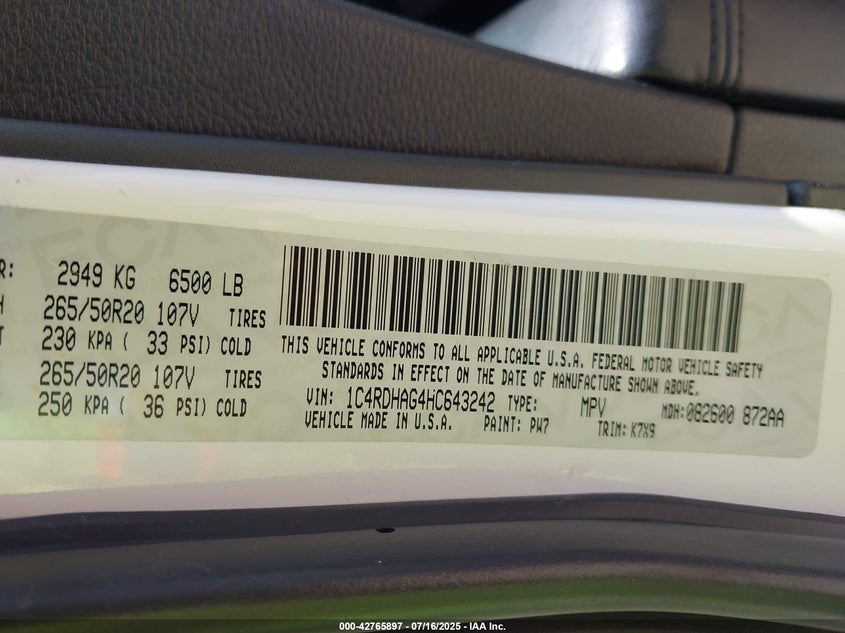 R: 2949 KG 6500 LB
H 265/50R20 107V TIRES
T 230 KPA ( 33 PSI) COLD
265/50R20 107V TIRES
250 KPA ( 36 PSI) COLD
THIS VEHICLE CONFORMS TO ALL APPLICABLE U.S.A. FEDERAL MOTOR VEHICLE SAFETY
STANDARDS IN EFFECT ON THE DATE OF MANUFACTURE SHOWN ABOVE.
VIN: 1C4RDHAG4HC643242 TYPE: MPV MDH: 082600 872AA
VEHICLE MADE IN U.S.A. PAINT: PW7 TRIM: K7X9
000-42765897 - 07/16/2025 - IAA Inc.